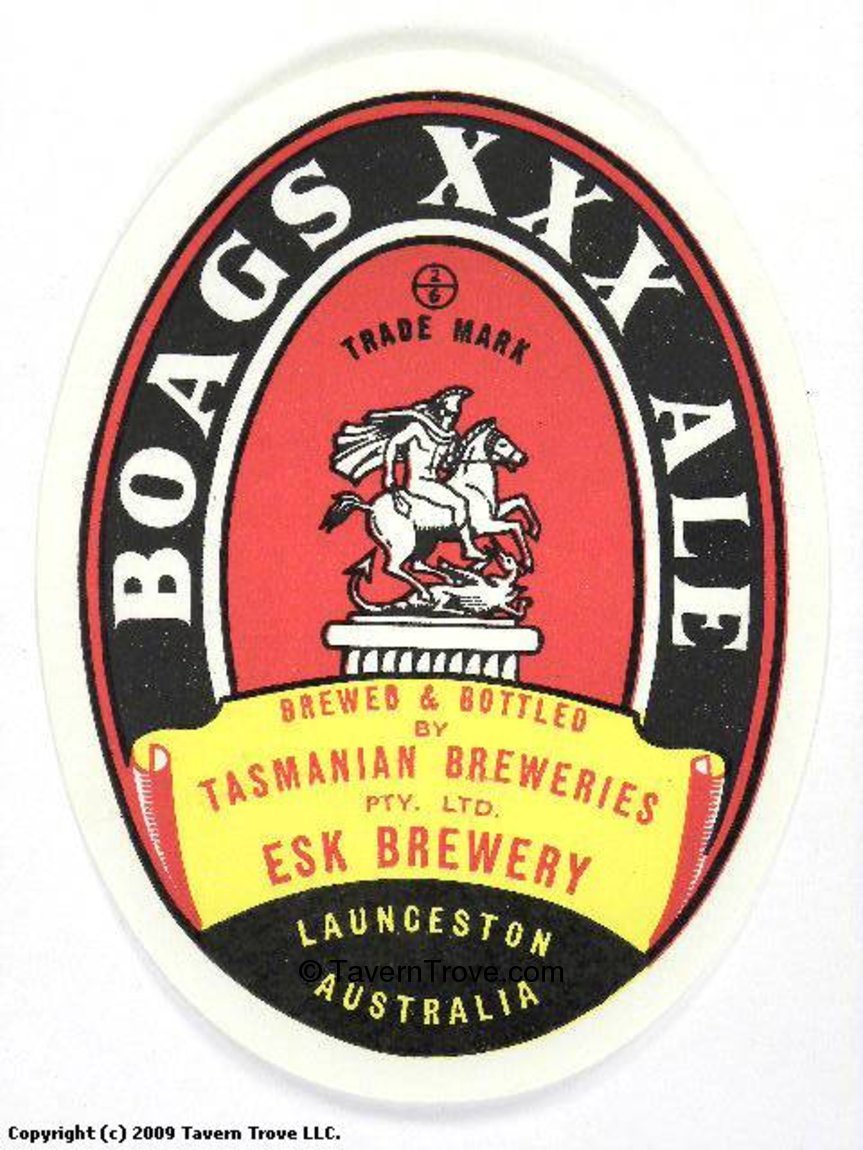 BOAGS XXX ALE
2
6
TRADE MARK
BREWED & BOTTLED
BY
TASMANIAN BREWERIES
PTY. LTD.
ESK BREWERY
LAUNCESTON
© TavernTrove.com
AUSTRALIA
Copyright (c) 2009 Tavern Trove LLC.